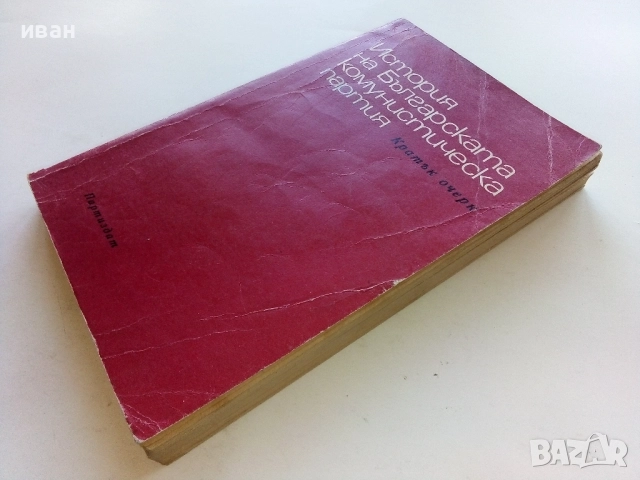 иван
История
на Българската
комунистическа
партия
Кратък очерк
Партиздат
BAZAR